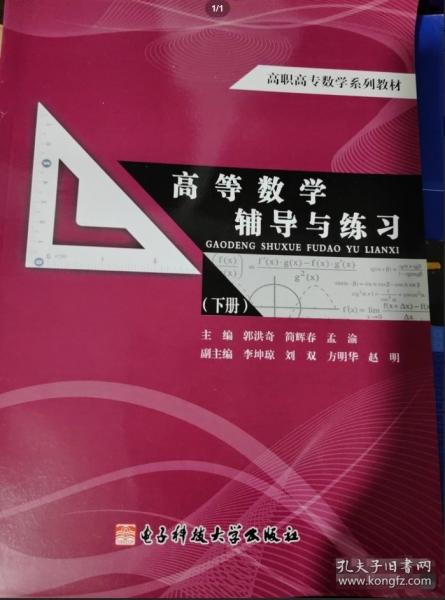 1/1
高职高专数学系列教材
高等数学
辅导与练习
GAODENG SHUXUE FUDAO YU LIANXI
（下册）
主 编 郭洪奇 简辉春 孟 渝
副主编 李坤琼 刘 双 方明华 赵 明
电子科技大学出版社
孔夫子旧书网
www.kongfz.com